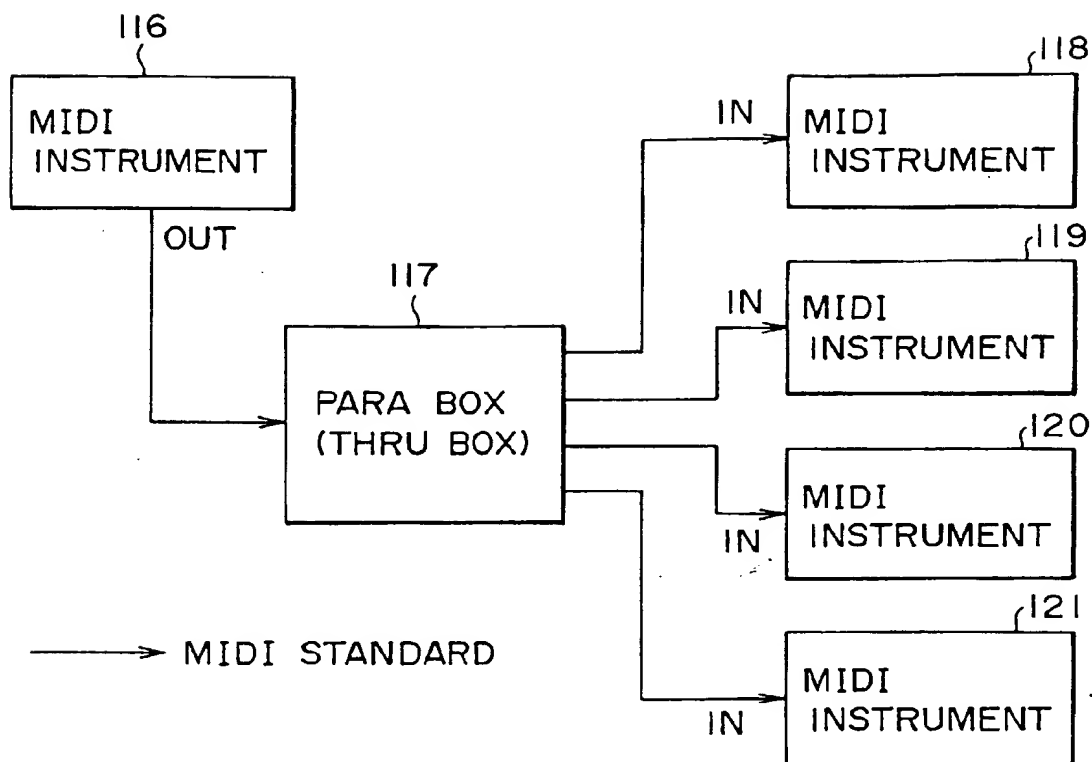 116
MIDI
INSTRUMENT
OUT
117
PARA BOX
(THRU BOX)
118
IN
MIDI
INSTRUMENT
119
IN
MIDI
INSTRUMENT
120
IN
MIDI
INSTRUMENT
121
IN
MIDI
INSTRUMENT
MIDI STANDARD